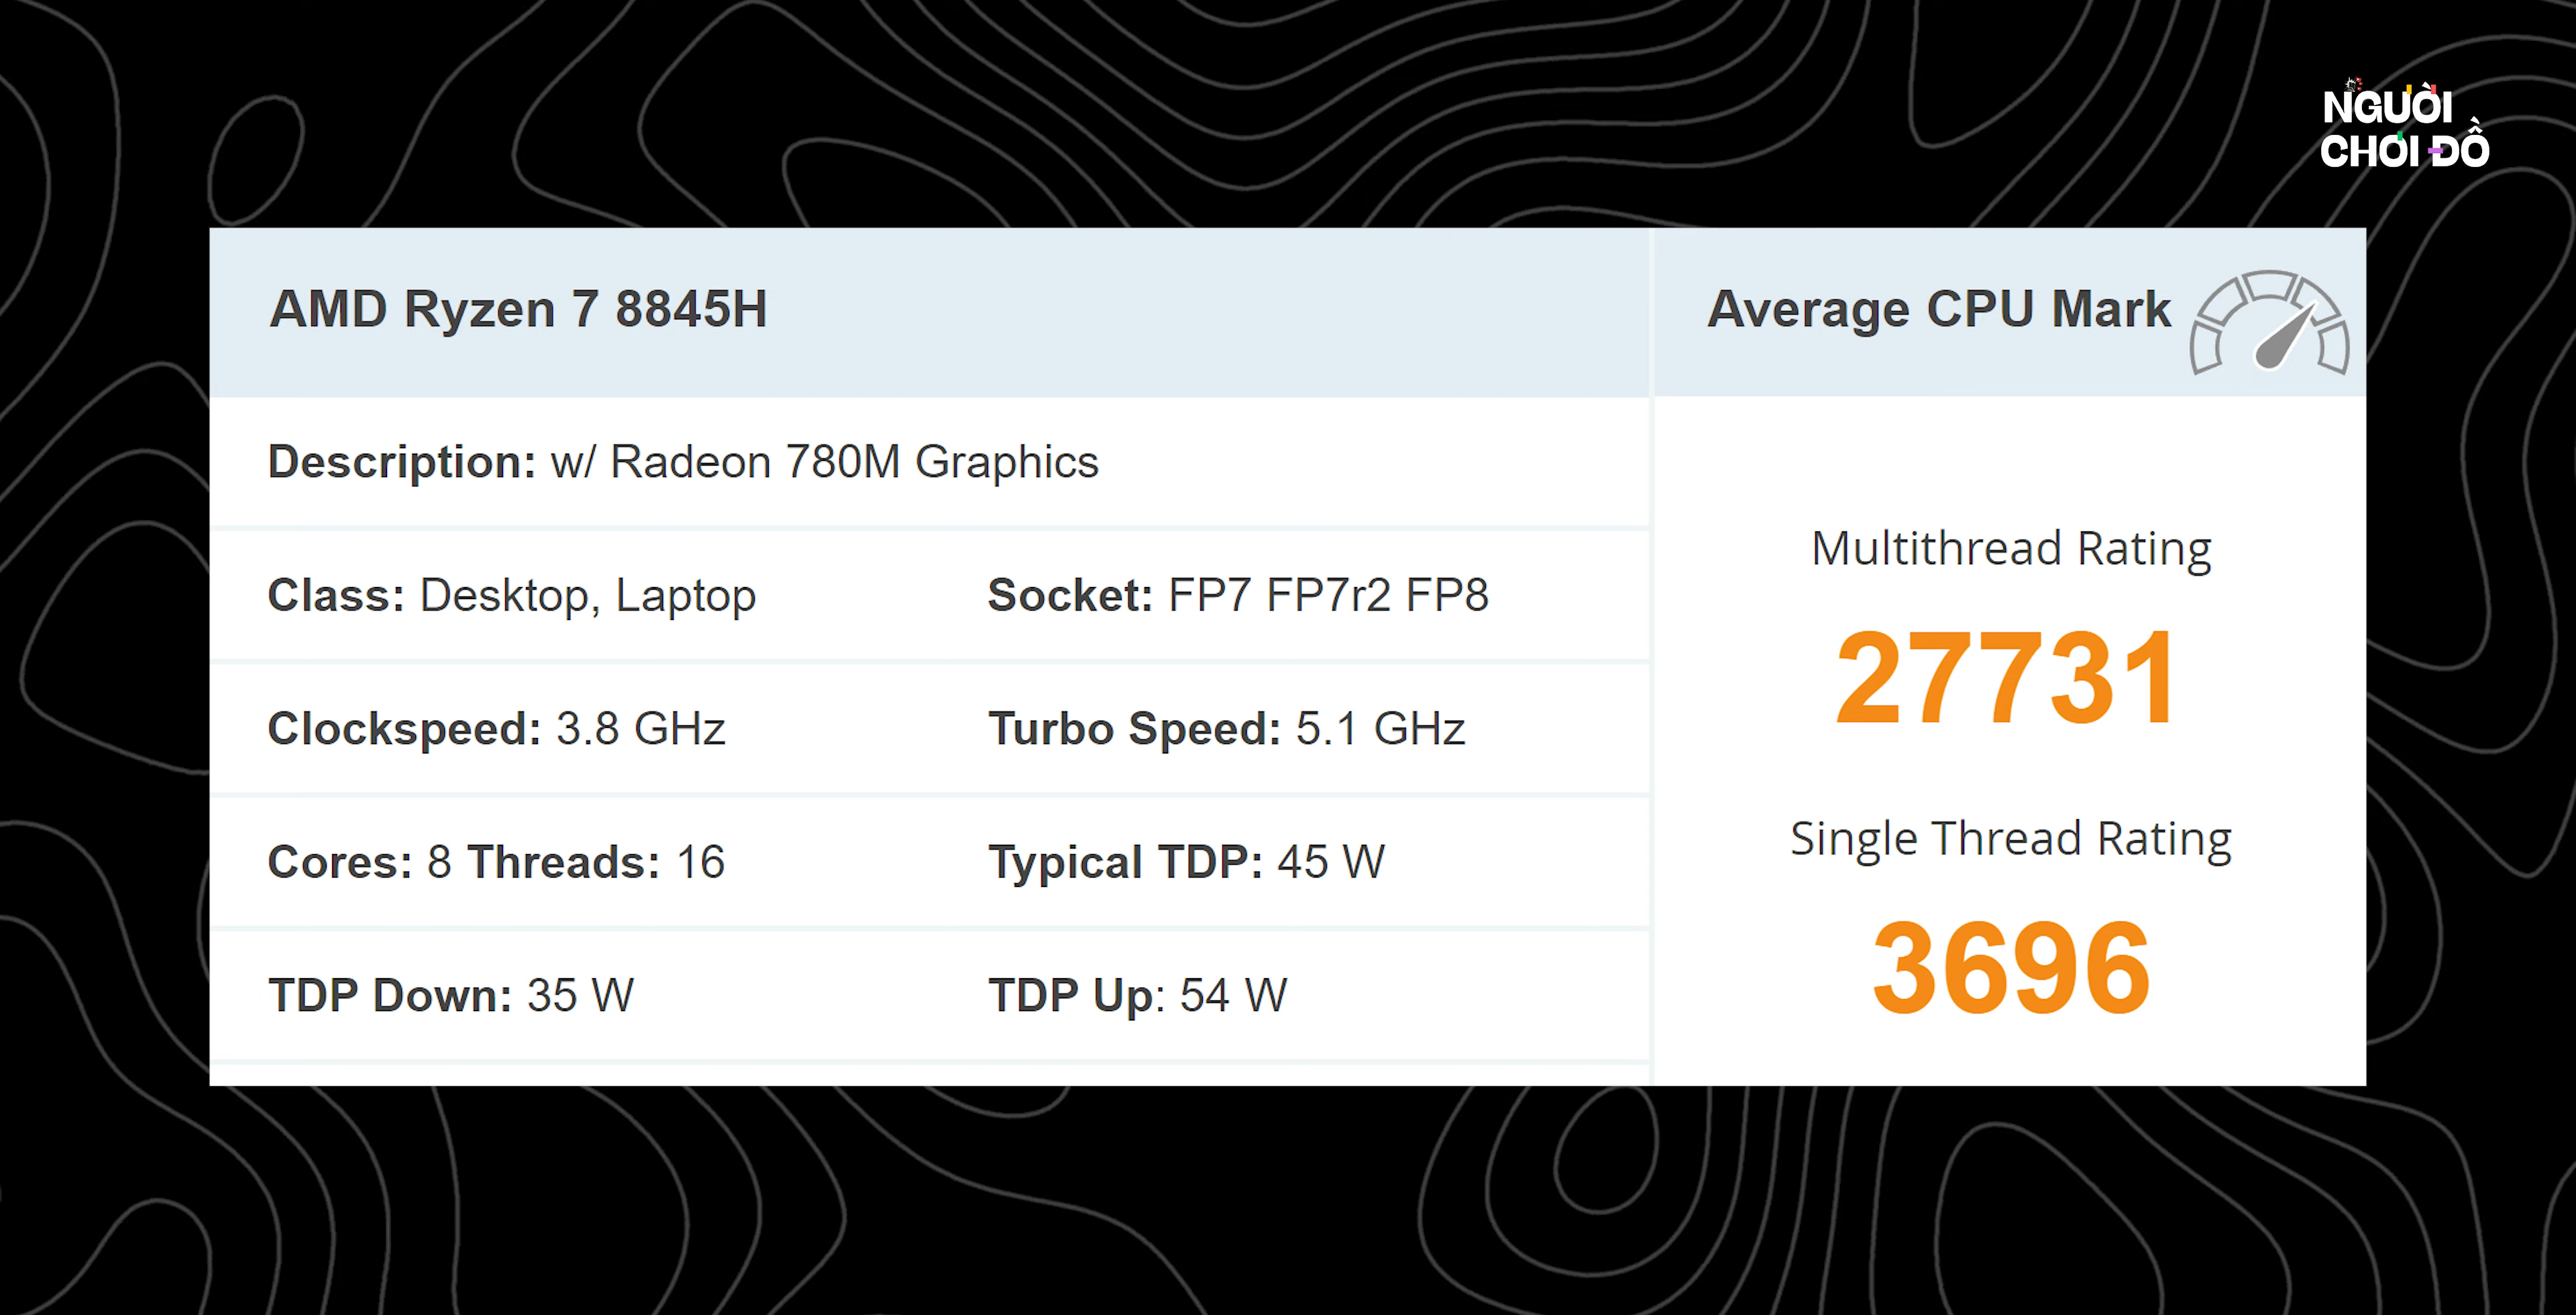 NGƯỜI
CHƠI ĐỒ
AMD Ryzen 7 8845H
Description: w/ Radeon 780M Graphics
Class: Desktop, Laptop
Socket: FP7 FP7r2 FP8
Clockspeed: 3.8 GHz
Turbo Speed: 5.1 GHz
Cores: 8 Threads: 16
Typical TDP: 45 W
TDP Down: 35 W
TDP Up: 54 W
Average CPU Mark
Multithread Rating
27731
Single Thread Rating
3696